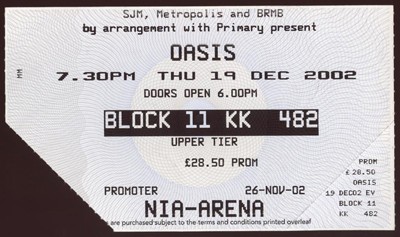 SJM, Metropolis and BRMB
by arrangement with Primary present
OASIS
7.30PM THU 19 DEC 2002
DOORS OPEN 6.00PM
BLOCK 11 KK 482
UPPER TIER
£28.50 PROM
PROMOTER 26-NOV-02
NIA-ARENA
are purchased subject to the terms and conditions printed overleaf
MM
PROM
£ 28.50
OASIS
19 DEC02 EV
BLOCK 11
KK 482